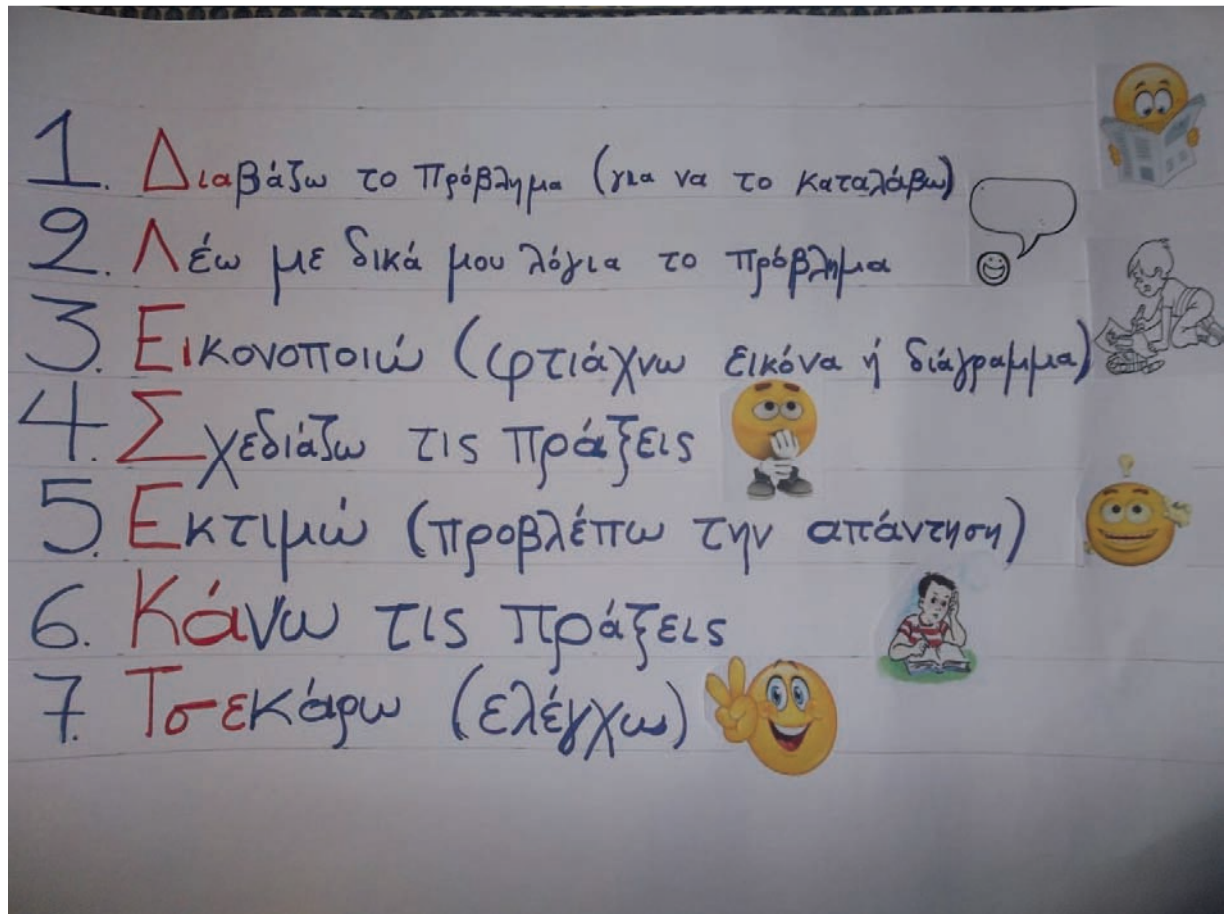 1. Διαβάζω το πρόβλημα (για να το καταλάβω)
2. Λέω με δικά μου λόγια το πρόβλημα
3. Εικονοποιώ (φτιάχνω εικόνα ή διάγραμμα)
4. Σχεδιάζω τις πράξεις
5. Εκτιμώ (προβλέπω την απάντηση)
6. Κάνω τις πράξεις
7. Τσεκάρω (ελέγχω)